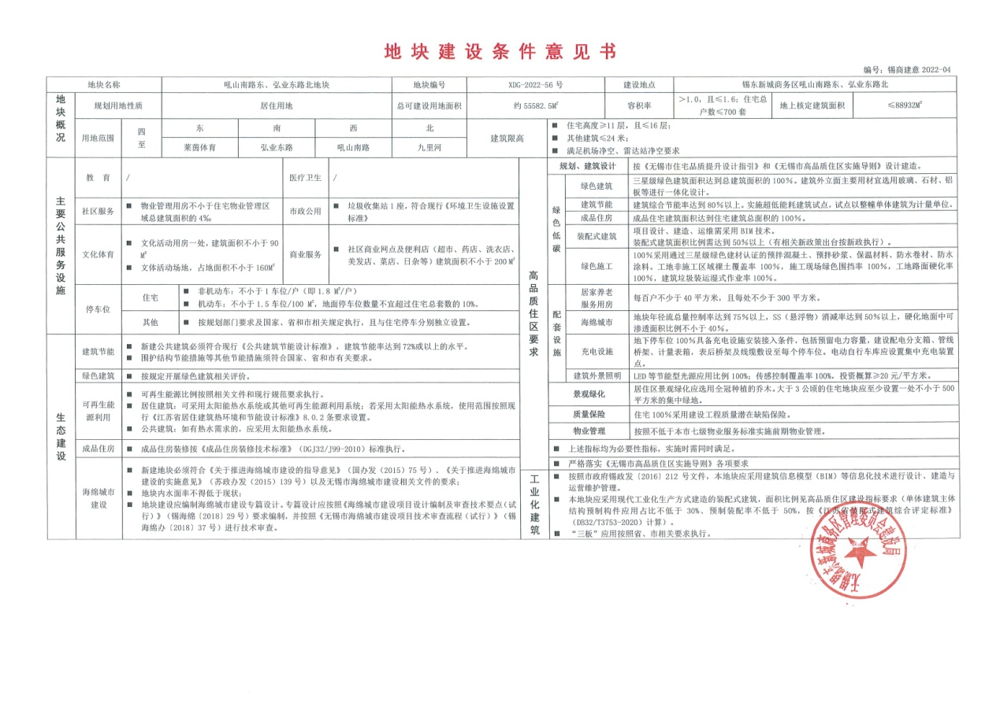 地块建设条件意见书
编号：锡商建意 2022-04
地块名称 吼山南路东、弘业东路北地块 地块编号 XDG-2022-56 号 建设地点 锡东新城商务区吼山南路东、弘业东路北
地块概况
规划用地性质 居住用地 总可建设用地面积 约 55582.5㎡ 容积率
>1.0，且≤1.6；住宅总
户数≤700 套
地上核定建筑面积 ≤88932㎡
用地范围 四至 东 南 西 北
莱茵体育 弘业东路 吼山南路 九里河
建筑限高
■ 住宅高度≥11 层，且≤16 层；
■ 其他建筑≤24 米；
■ 满足机场净空、雷达站净空要求
主要公共服务设施
教 育 / 医疗卫生 /
社区服务
■ 物业管理用房不小于住宅物业管理区
域总建筑面积的 4‰
市政公用
■ 垃圾收集站 1 座，符合现行《环境卫生设施设置
标准》
文化体育
■ 文化活动用房一处，建筑面积不小于 90
㎡
■ 文体活动场地，占地面积不小于 160㎡
商业服务
■ 社区商业网点及便利店（超市、药店、洗衣店、
美发店、菜店、日杂等）建筑面积不小于 200 ㎡
停车位
住宅
■ 非机动车：不小于 1 车位/户（即 1.8 ㎡/户）
■ 机动车：不小于 1.5 车位/100 ㎡，地面停车位数量不宜超过住宅总套数的 10%。
其他
■ 按规划部门要求及国家、省和市相关规定执行，且与住宅停车分别独立设置。
生态建设
建筑节能
■ 新建公共建筑必须符合现行《公共建筑节能设计标准》，建筑节能率达到 72%或以上的水平。
■ 围护结构节能措施等其他节能措施须符合国家、省和市有关要求。
绿色建筑
■ 按规定开展绿色建筑相关评价。
可再生能源利用
■ 可再生能源比例按照相关文件和现行规范要求执行。
■ 居住建筑：可采用太阳能热水系统或其他可再生能源利用系统；若采用太阳能热水系统，使用范围按照现
行《江苏省居住建筑热环境和节能设计标准》8.0.2 条要求设置。
■ 公共建筑：如有热水需求的，应采用太阳能热水系统。
成品住房
■ 成品住房装修按《成品住房装修技术标准》（DGJ32/J99-2010）标准执行。
海绵城市建设
■ 新建地块必须符合《关于推进海绵城市建设的指导意见》（国办发（2015）75 号）、《关于推进海绵城市
建设的实施意见》（苏政办发（2015）139 号）以及无锡市海绵城市建设相关文件的要求；
■ 地块内水面率不得低于现状；
■ 地块建设应编制海绵城市建设专篇设计。专篇设计应按照《海绵城市建设项目设计编制及审查技术要点（试
行）》（锡海绵〔2018〕29 号）要求编制，并按照《无锡市海绵城市建设项目技术审查流程（试行）》（锡
海绵办〔2018〕37 号）进行技术审查。
高品质住区要求
规划、建筑设计 按《无锡市住宅品质提升设计指引》和《无锡市高品质住区实施导则》设计建造。
绿色低碳
绿色建筑
三星级绿色建筑面积达到总建筑面积的 100%。建筑外立面主要用材宜选用玻璃、石材、铝
板等进行一体化设计。
建筑节能 建筑综合节能率达到 80%以上。实施超低能耗建筑试点，试点以整幢单体建筑为计量单位。
成品住房 成品住宅建筑面积达到住宅建筑总面积的 100%。
装配式建筑
项目设计、建造、运维需采用 BIM 技术。
装配式建筑面积比例需达到 50%以上（有相关新政策出台按新政执行）。
绿色施工
100%采用通过三星级绿色建材认证的预拌混凝土、预拌砂浆、保温材料、防水卷材、防水
涂料。工地非施工区域裸土覆盖率 100%，施工现场绿色围挡率 100%，工地路面硬化率
100%，建筑垃圾装运湿式作业率 100%。
配套设施
居家养老
服务用房
每百户不少于 40 平方米，且每处不少于 300 平方米。
海绵城市
地块年径流总量控制率达到 75%以上，SS（悬浮物）消减率达到 50%以上，硬化地面中可
渗透面积比例不小于 40%。
充电设施
地下停车位 100%具备充电设施安装接入条件，包括预留电力容量，建设配电分支箱、管线
桥架、计量表箱，表后桥架及线缆敷设至每个停车位。电动自行车库应设置集中充电装置
点。
建筑外景照明 LED 等节能型光源应用比例 100%；传感控制覆盖率 100%，投资概算≥20 元/平方米。
景观绿化
居住区景观绿化应选用全冠种植的乔木。大于 3 公顷的住宅地块应至少设置一处不小于 500
平方米的集中绿地。
质量保险 住宅 100%采用建设工程质量潜在缺陷保险。
物业管理 按照不低于本市七级物业服务标准实施前期物业管理。
■ 上述指标均为必要性指标，实施时需同时满足。
■ 严格落实《无锡市高品质住区实施导则》各项要求
工业化建筑
■ 按照市政府锡政发〔2016〕212 号文件，本地块应采用建筑信息模型（BIM）等信息化技术进行设计、建造与
运营维护管理。
■ 本地块应采用现代工业化生产方式建造的装配式建筑，面积比例见高品质住区建设指标要求（单体建筑主体
结构预制构件应用占比不低于 30%、预制装配率不低于 50%，按《江苏省装配式建筑综合评定标准》
（DB32/T3753-2020）计算）。
■ “三板”应用按照省、市相关要求执行。